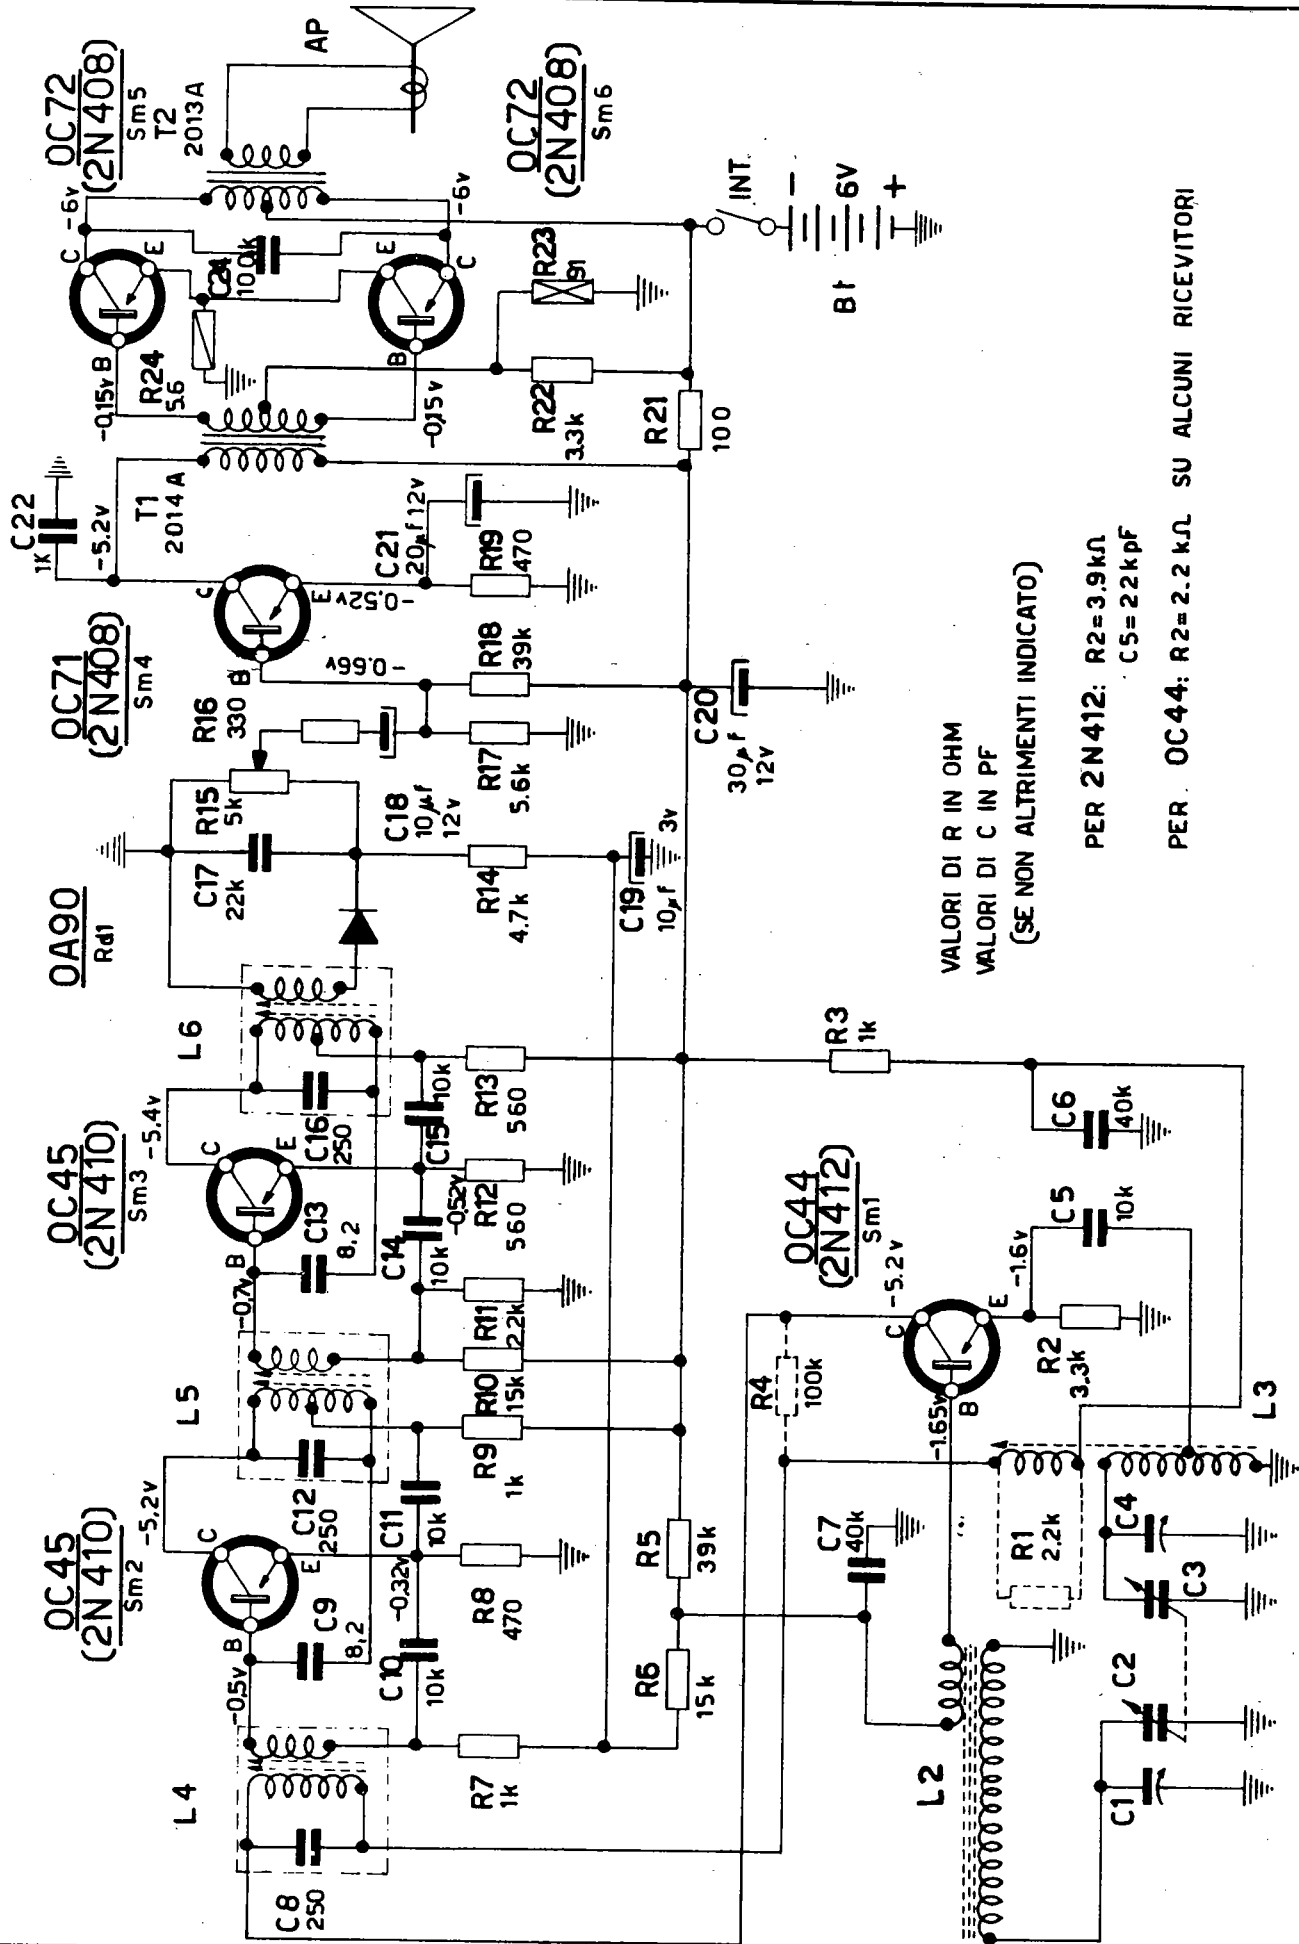 OC45
(2N410)
Sm2
OC45
(2N410)
Sm3
OA90
Rd1
OC71
(2N408)
Sm4
OC72
(2N408)
Sm5
T2
2013A
AP
OC72
(2N408)
Sm6
L4
C8
250
-0,5v
B
C
E
-5,2v
C9
8,2
C10
10k
-0,32v
R7
1k
R8
470
L5
C12
250
C11
10k
R9
1k
R10
15k
R11
2.2k
-0.7v
B
C
E
-5.4v
C13
8,2
C14
10k
-0,52v
R12
560
L6
C16
250
C15
10k
R13
560
C17
22k
R15
5k
R14
4.7k
C18
10µf
12v
C19
10µf
3v
R16
330
R17
5.6k
R18
39k
B
C
E
-0.66v
-0.52v
C22
1K
-5.2v
T1
2014A
C21
20µf 12v
R19
470
C20
30µf
12v
-0.15v
B
C
E
-6v
R24
5.6
C24
100k
-0.15v
B
E
C
-6v
R22
3.3k
R23
91
R21
100
INT.
-
6V
+
Bt
R5
39k
R6
15k
C7
40k
R4
100k
OC44
(2N412)
Sm1
-5.2v
C
E
B
-1.65v
-1.6v
R2
3.3k
C5
10k
C6
40k
R3
1k
L2
L3
R1
2.2k
C1
C2
C3
C4
VALORI DI R IN OHM
VALORI DI C IN PF
(SE NON ALTRIMENTI INDICATO)
PER 2N412: R2=3.9kΩ
C5=22kpF
PER. OC44: R2=2.2kΩ SU ALCUNI RICEVITORI